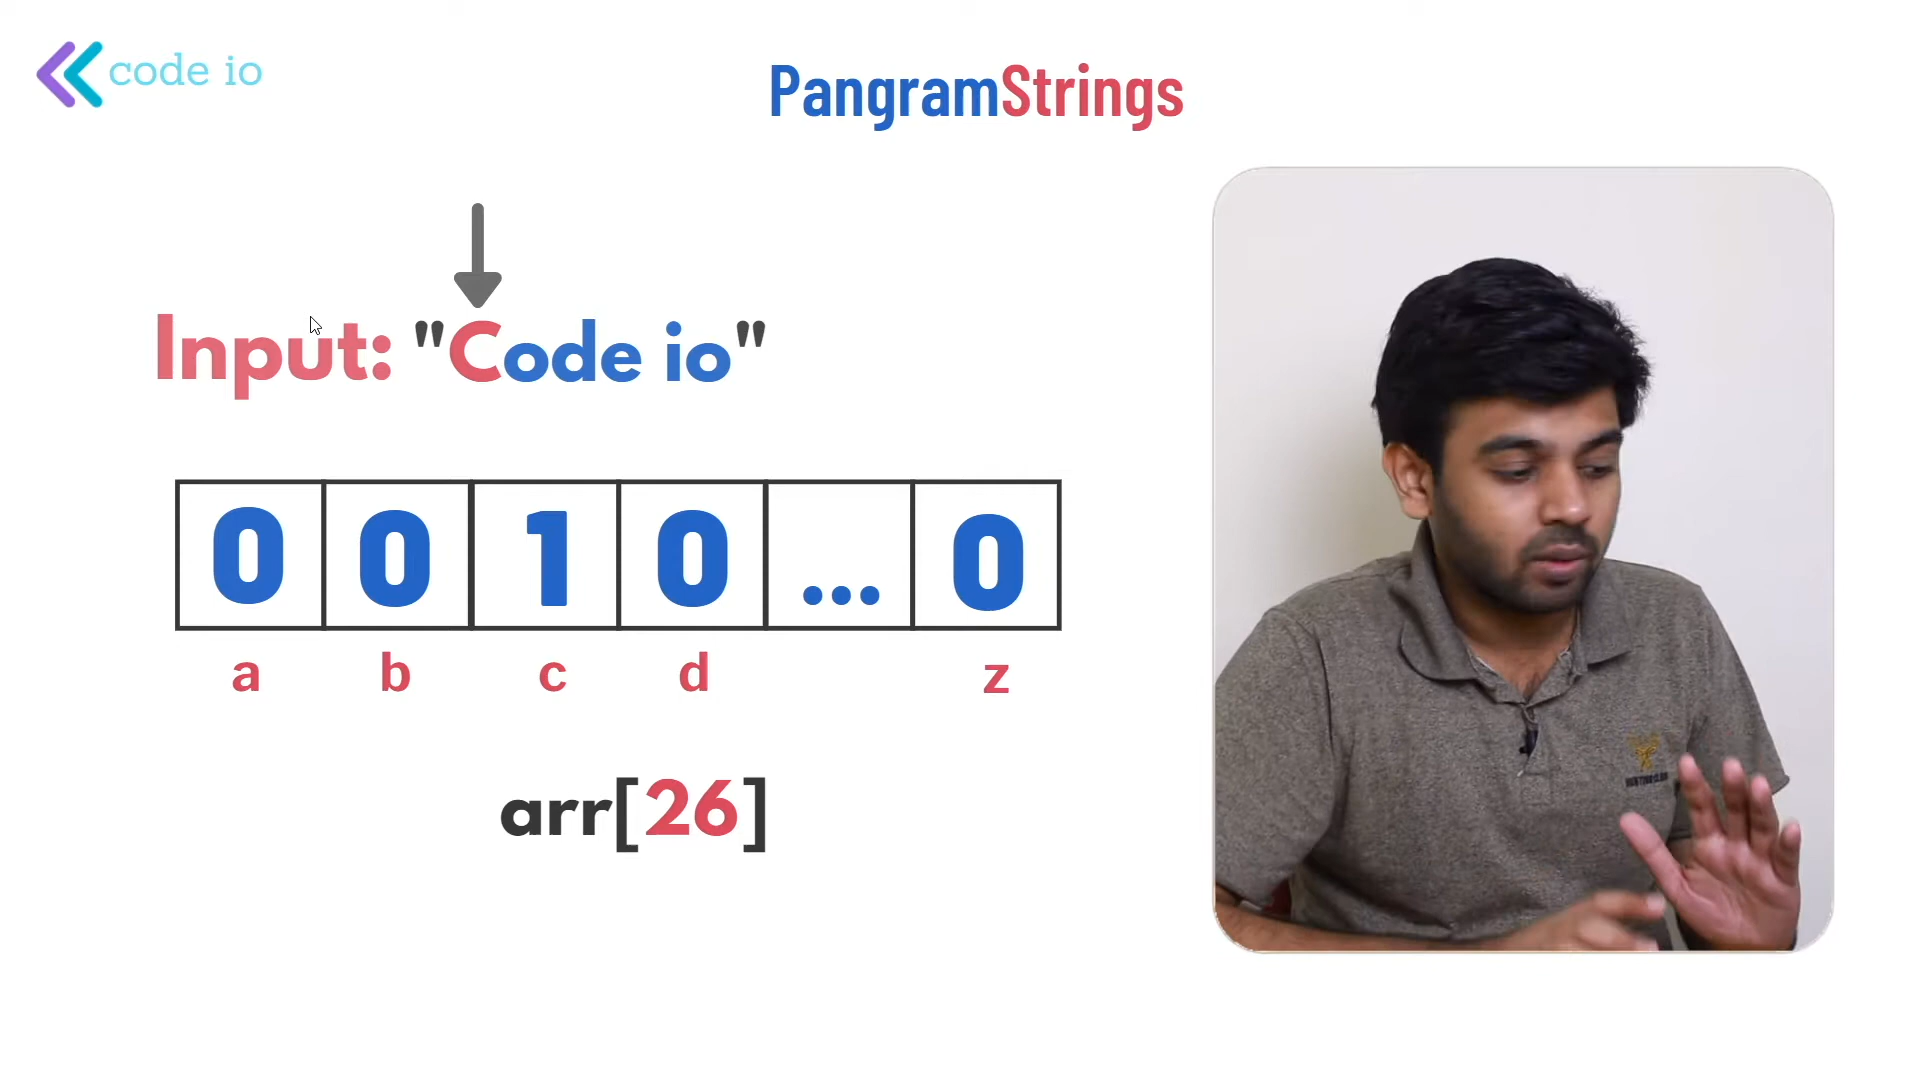 code io
PangramStrings
Input: "Code io"
0 0 1 0 ... 0
a b c d z
arr[26]